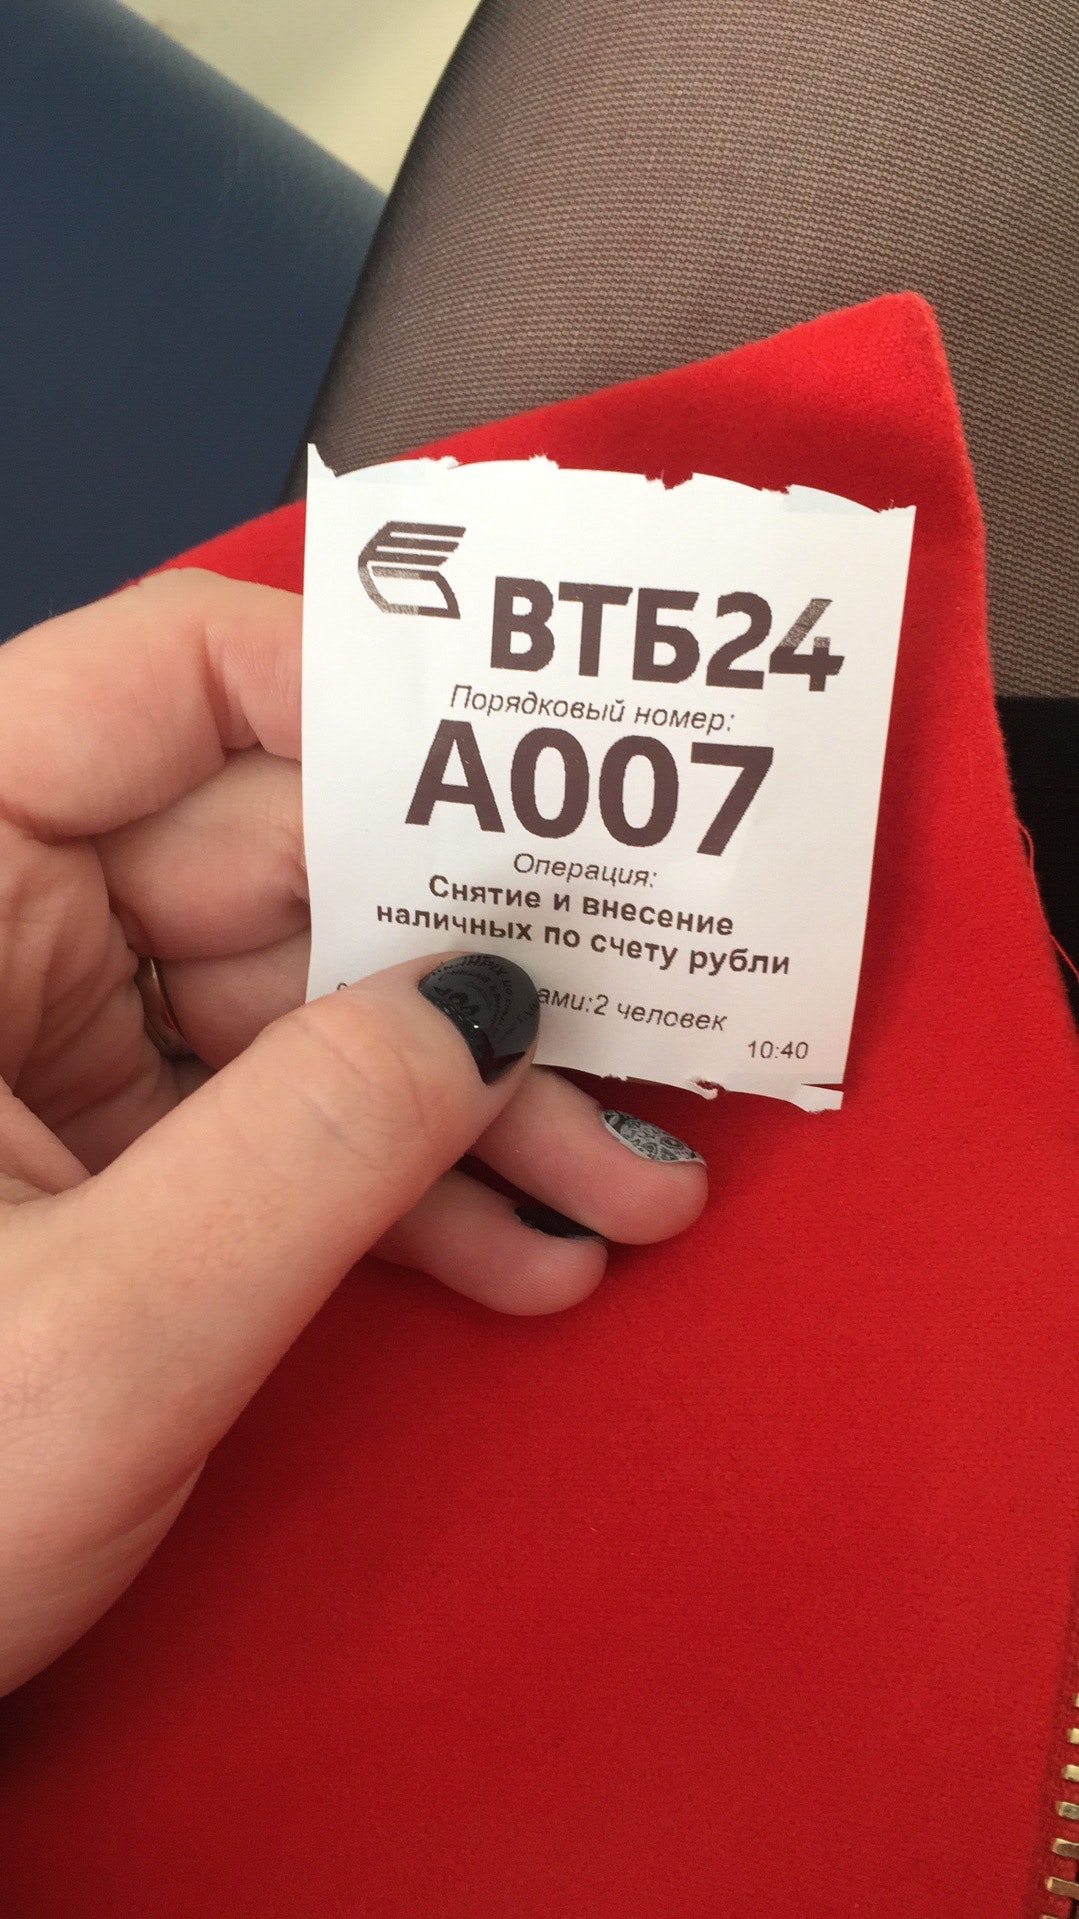 ВТБ24
Порядковый номер:
A007
Операция:
Снятие и внесение
наличных по счету рубли
ами:2 человек
10:40